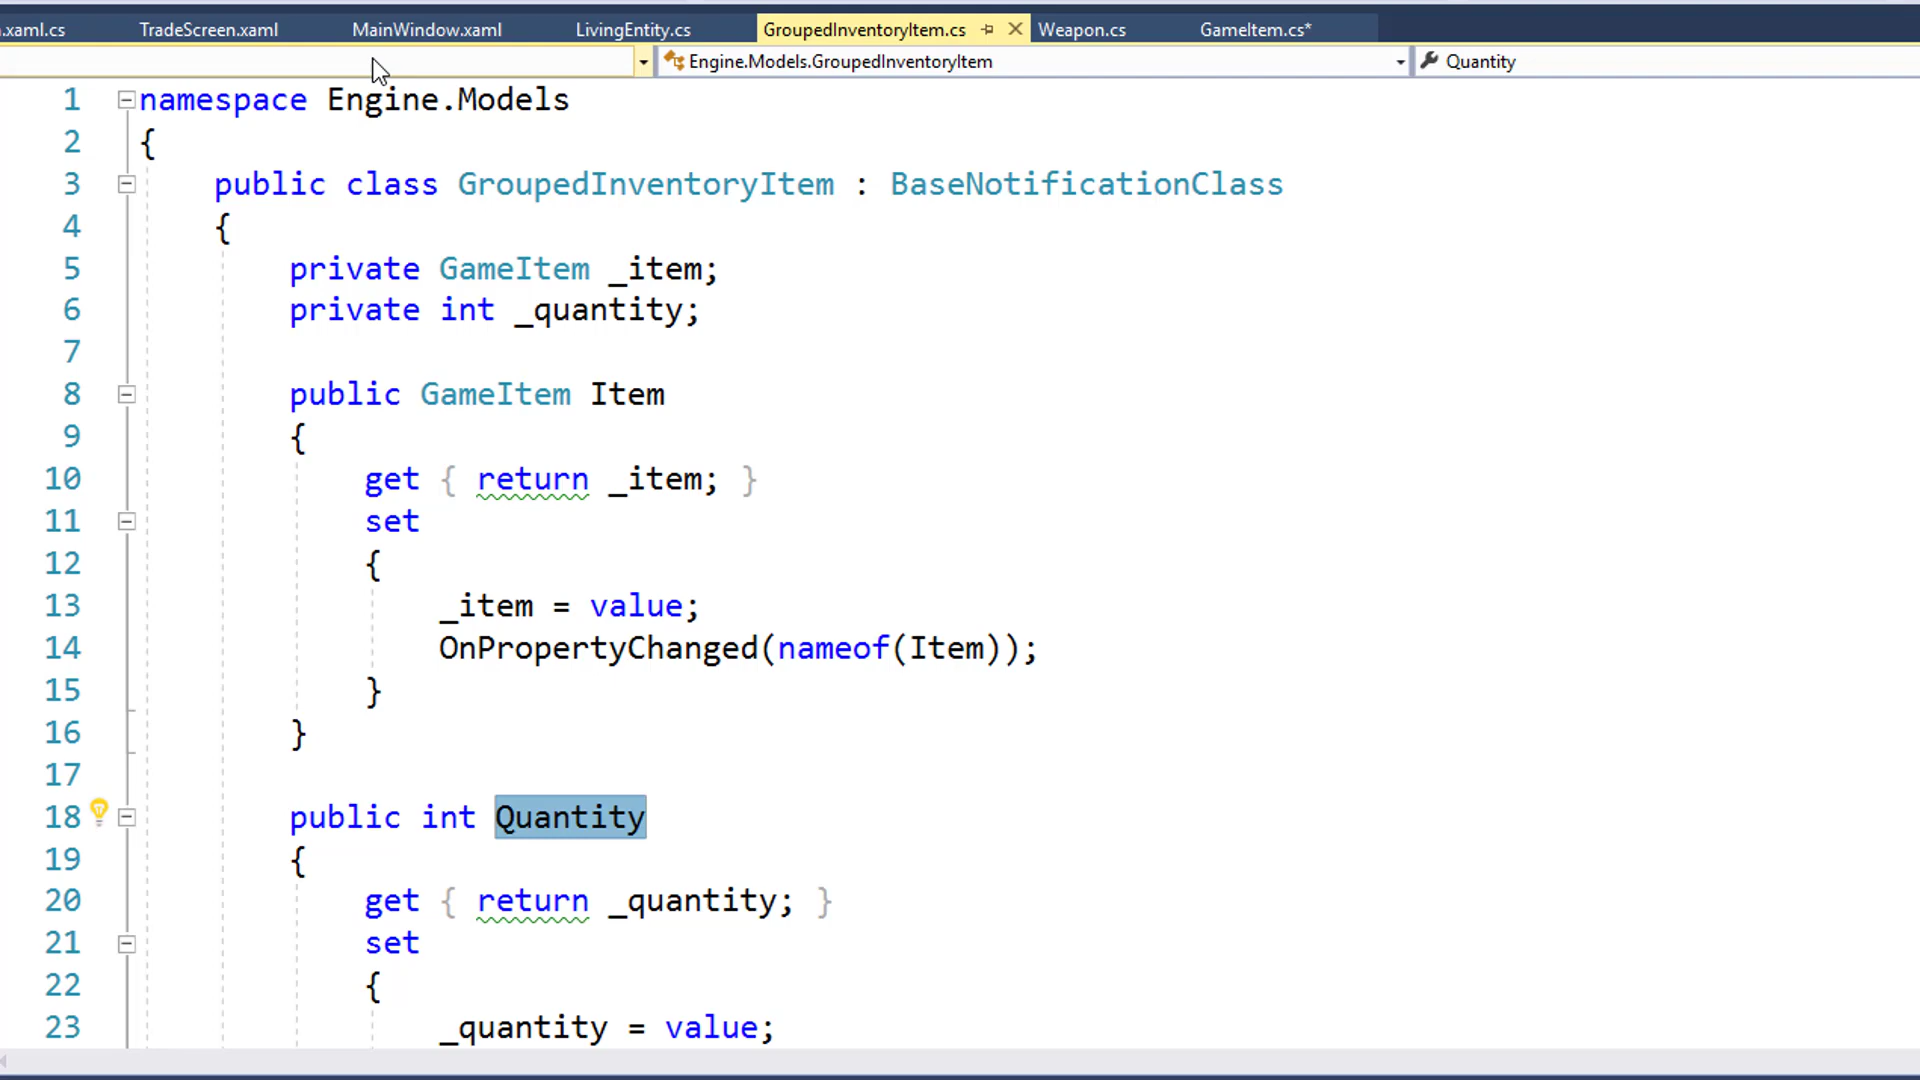 .xaml.cs TradeScreen.xaml MainWindow.xaml LivingEntity.cs GroupedInventoryItem.cs Weapon.cs GameItem.cs*
Engine.Models.GroupedInventoryItem Quantity
1 namespace Engine.Models
2 {
3 public class GroupedInventoryItem : BaseNotificationClass
4 {
5 private GameItem _item;
6 private int _quantity;
7
8 public GameItem Item
9 {
10 get { return _item; }
11 set
12 {
13 _item = value;
14 OnPropertyChanged(nameof(Item));
15 }
16 }
17
18 public int Quantity
19 {
20 get { return _quantity; }
21 set
22 {
23 _quantity = value;